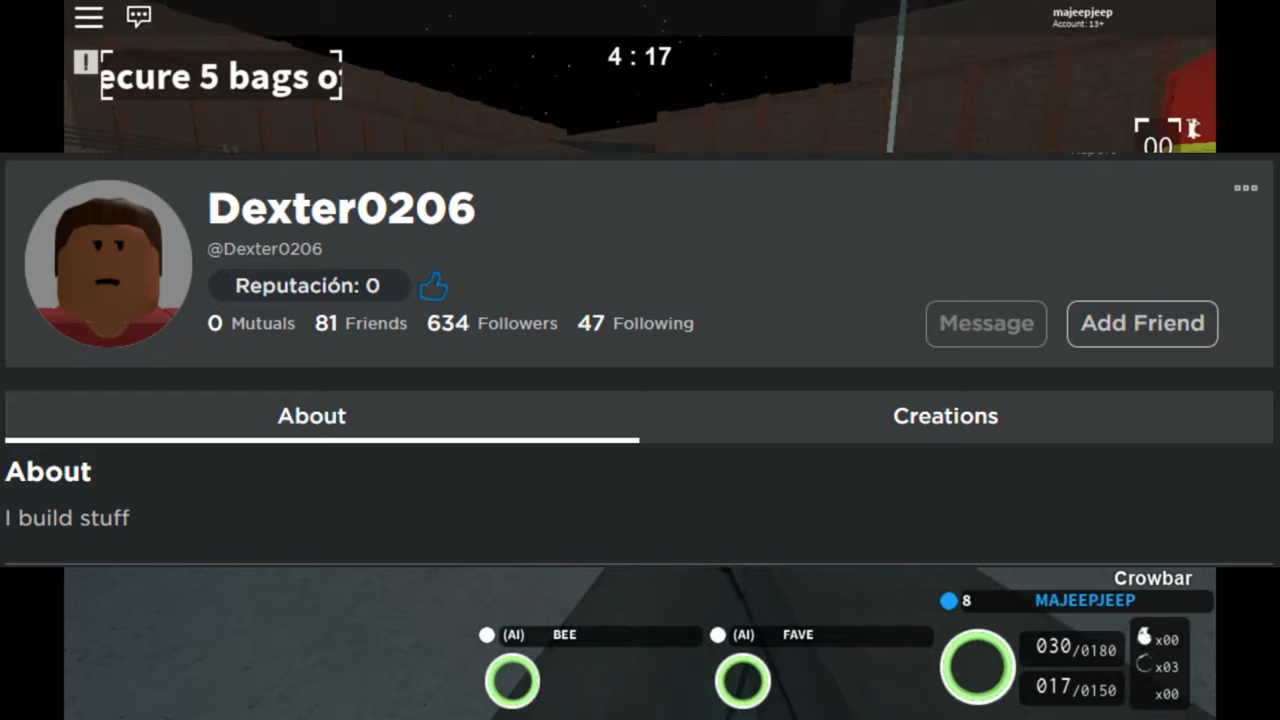 majeepjeep
Account: 13+
4 : 17
!
ecure 5 bags o
00
Dexter0206
@Dexter0206
Reputación: 0
0 Mutuals 81 Friends 634 Followers 47 Following
Message
Add Friend
About
Creations
About
I build stuff
Crowbar
8 MAJEEPJEEP
(AI) BEE
(AI) FAVE
030/0180
017/0150
x00
x03
x00